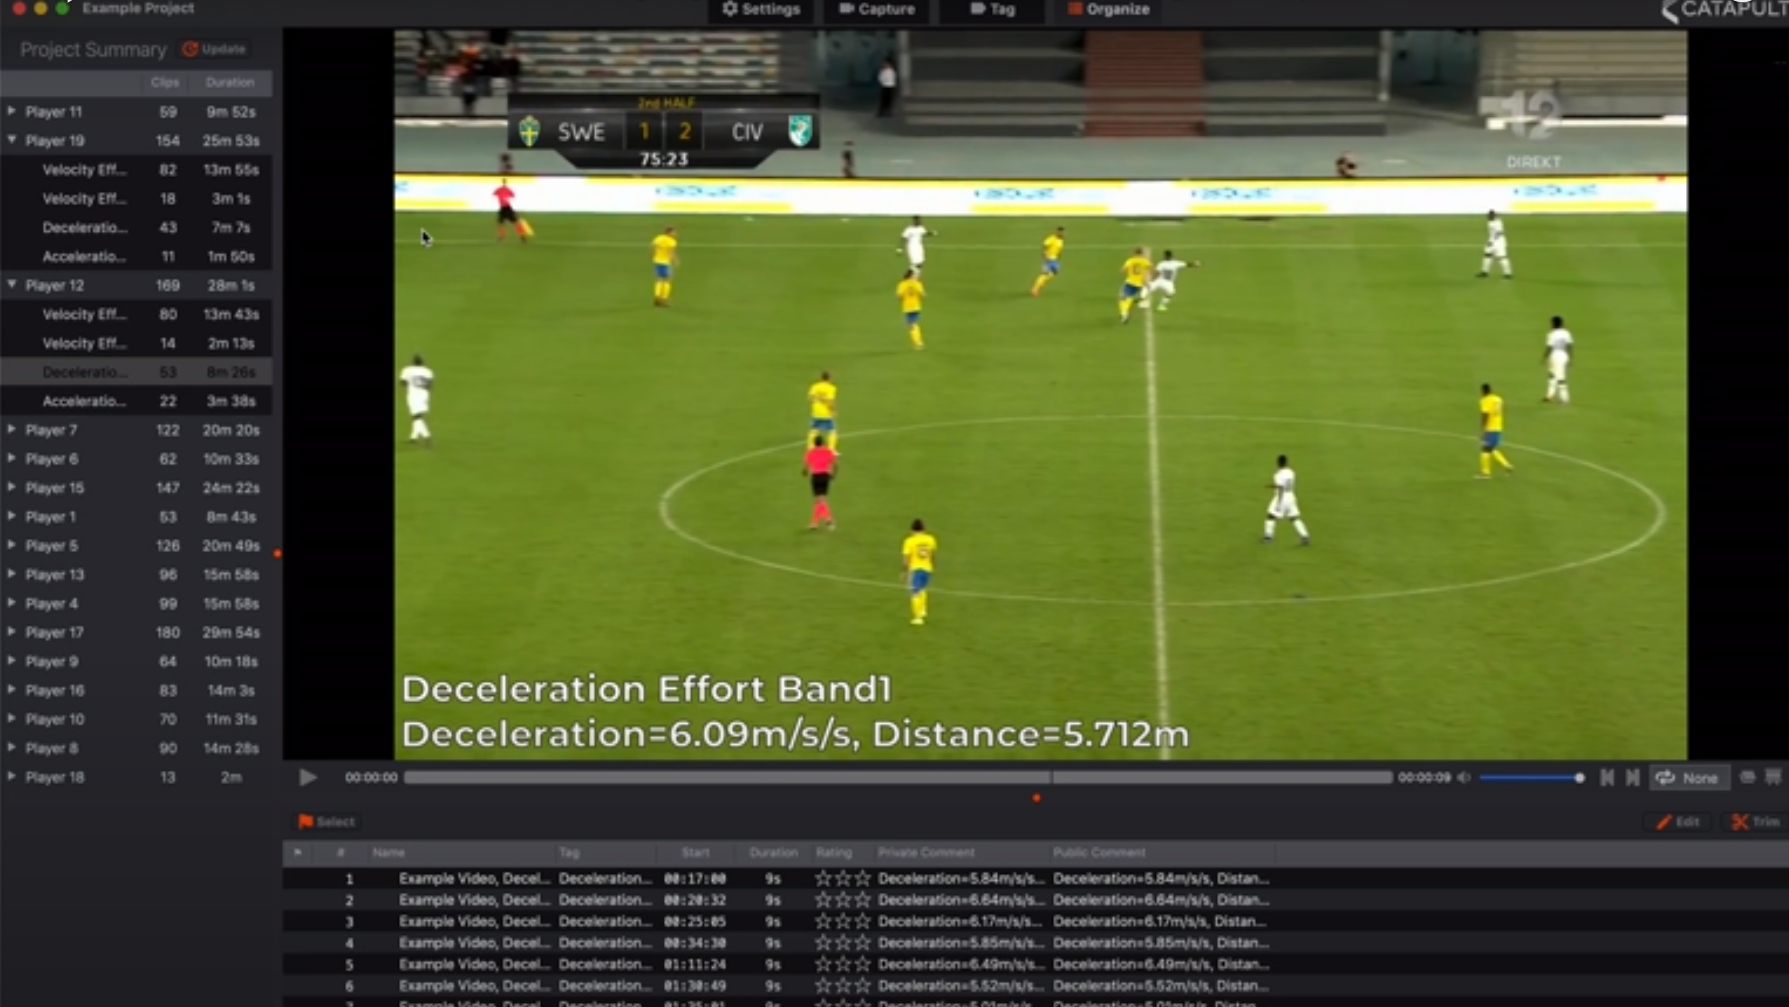 Example Project
Settings
Capture
Tag
Organize
CATAPULT
Project Summary
Update
Clips Duration
Player 11 59 9m 52s
Player 19 154 25m 53s
Velocity Eff... 82 13m 55s
Velocity Eff... 18 3m 1s
Deceleratio... 43 7m 7s
Acceleratio... 11 1m 50s
Player 12 169 28m 1s
Velocity Eff... 80 13m 43s
Velocity Eff... 14 2m 13s
Deceleratio... 53 8m 26s
Acceleratio... 22 3m 38s
Player 7 122 20m 20s
Player 6 62 10m 33s
Player 15 147 24m 22s
Player 1 53 8m 43s
Player 5 126 20m 49s
Player 13 96 15m 58s
Player 4 99 15m 58s
Player 17 180 29m 54s
Player 9 64 10m 18s
Player 16 83 14m 3s
Player 10 70 11m 31s
Player 8 90 14m 28s
Player 18 13 2m
2nd HALF
SWE 1 2 CIV
75:23
12
DIREKT
Deceleration Effort Band1
Deceleration=6.09m/s/s, Distance=5.712m
00:00:00
00:00:09
None
Select
Edit
Trim
# Name Tag Start Duration Rating Private Comment Public Comment
1 Example Video, Decel... Deceleration... 00:17:00 9s Deceleration=5.84m/s/s... Deceleration=5.84m/s/s, Distan...
2 Example Video, Decel... Deceleration... 00:20:32 9s Deceleration=6.64m/s/s... Deceleration=6.64m/s/s, Distan...
3 Example Video, Decel... Deceleration... 00:25:05 9s Deceleration=6.17m/s/s... Deceleration=6.17m/s/s, Distan...
4 Example Video, Decel... Deceleration... 00:34:30 9s Deceleration=5.85m/s/s... Deceleration=5.85m/s/s, Distan...
5 Example Video, Decel... Deceleration... 01:11:24 9s Deceleration=6.49m/s/s... Deceleration=6.49m/s/s, Distan...
6 Example Video, Decel... Deceleration... 01:30:49 9s Deceleration=5.52m/s/s... Deceleration=5.52m/s/s, Distan...